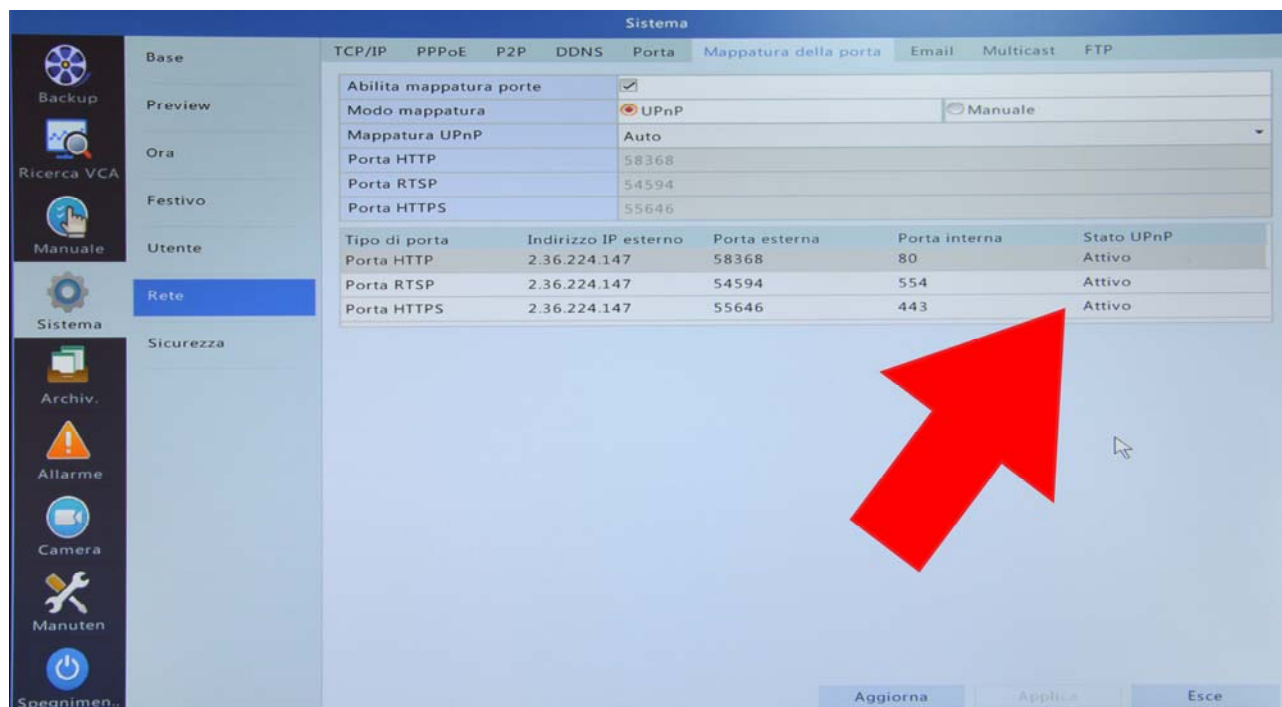 Sistema
Backup
Ricerca VCA
Manuale
Sistema
Archiv.
Allarme
Camera
Manuten
Spegnimen..
Base
Preview
Ora
Festivo
Utente
Rete
Sicurezza
TCP/IP PPPoE P2P DDNS Porta Mappatura della porta Email Multicast FTP
Abilita mappatura porte
Modo mappatura UPnP Manuale
Mappatura UPnP Auto
Porta HTTP 58368
Porta RTSP 54594
Porta HTTPS 55646
Tipo di porta Indirizzo IP esterno Porta esterna Porta interna Stato UPnP
Porta HTTP 2.36.224.147 58368 80 Attivo
Porta RTSP 2.36.224.147 54594 554 Attivo
Porta HTTPS 2.36.224.147 55646 443 Attivo
Aggiorna Applica Esce